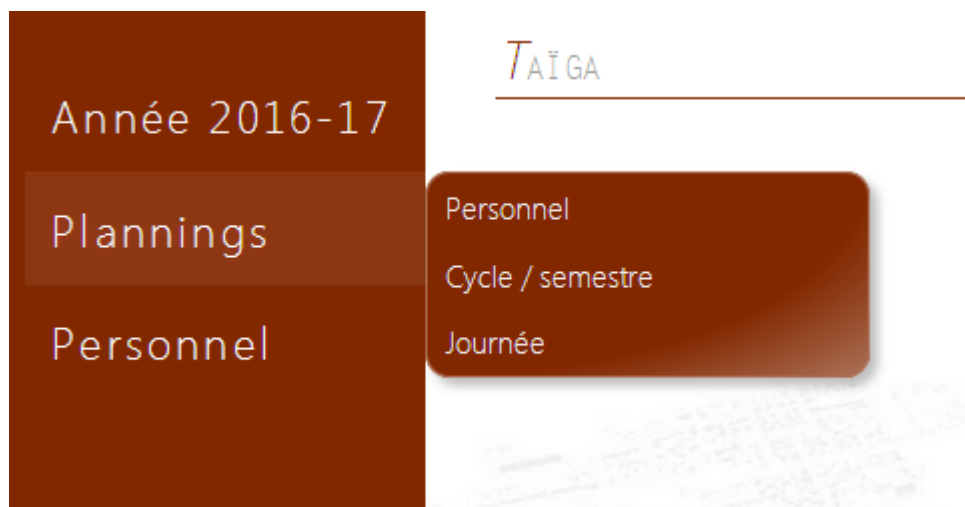 TAÏGA
Année 2016-17
Plannings
Personnel
Cycle / semestre
Journée
Personnel